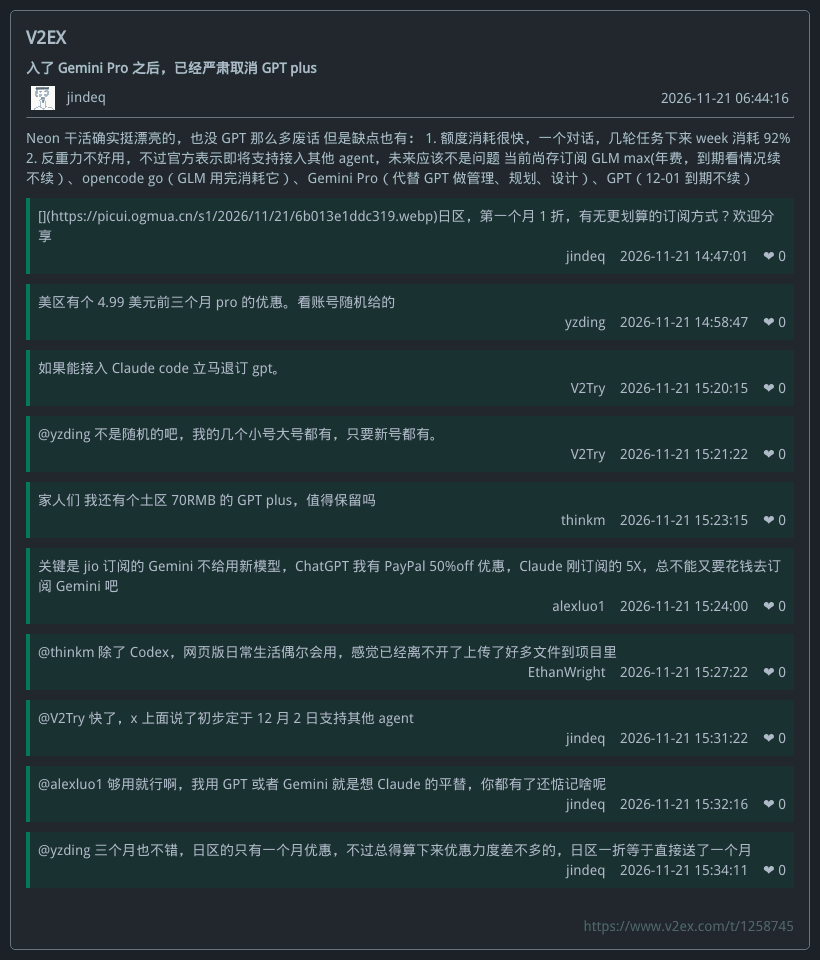 V2EX
入了 Gemini Pro 之后，已经严肃取消 GPT plus
jindeq
2026-11-21 06:44:16
Neon 干活确实挺漂亮的，也没 GPT 那么多废话 但是缺点也有： 1. 额度消耗很快，一个对话，几轮任务下来 week 消耗 92%
2. 反重力不好用，不过官方表示即将支持接入其他 agent，未来应该不是问题 当前尚存订阅 GLM max(年费，到期看情况续
不续）、opencode go（GLM 用完消耗它）、Gemini Pro（代替 GPT 做管理、规划、设计）、GPT（12-01 到期不续）
[](https://picui.ogmua.cn/s1/2026/11/21/6b013e1ddc319.webp)日区，第一个月 1 折，有无更划算的订阅方式？欢迎分
享
jindeq 2026-11-21 14:47:01 ❤ 0
美区有个 4.99 美元前三个月 pro 的优惠。看账号随机给的
yzding 2026-11-21 14:58:47 ❤ 0
如果能接入 Claude code 立马退订 gpt。
V2Try 2026-11-21 15:20:15 ❤ 0
@yzding 不是随机的吧，我的几个小号大号都有，只要新号都有。
V2Try 2026-11-21 15:21:22 ❤ 0
家人们 我还有个土区 70RMB 的 GPT plus，值得保留吗
thinkm 2026-11-21 15:23:15 ❤ 0
关键是 jio 订阅的 Gemini 不给用新模型，ChatGPT 我有 PayPal 50%off 优惠，Claude 刚订阅的 5X，总不能又要花钱去订
阅 Gemini 吧
alexluo1 2026-11-21 15:24:00 ❤ 0
@thinkm 除了 Codex，网页版日常生活偶尔会用，感觉已经离不开了上传了好多文件到项目里
EthanWright 2026-11-21 15:27:22 ❤ 0
@V2Try 快了，x 上面说了初步定于 12 月 2 日支持其他 agent
jindeq 2026-11-21 15:31:22 ❤ 0
@alexluo1 够用就行啊，我用 GPT 或者 Gemini 就是想 Claude 的平替，你都有了还惦记啥呢
jindeq 2026-11-21 15:32:16 ❤ 0
@yzding 三个月也不错，日区的只有一个月优惠，不过总得算下来优惠力度差不多的，日区一折等于直接送了一个月
jindeq 2026-11-21 15:34:11 ❤ 0
https://www.v2ex.com/t/1258745